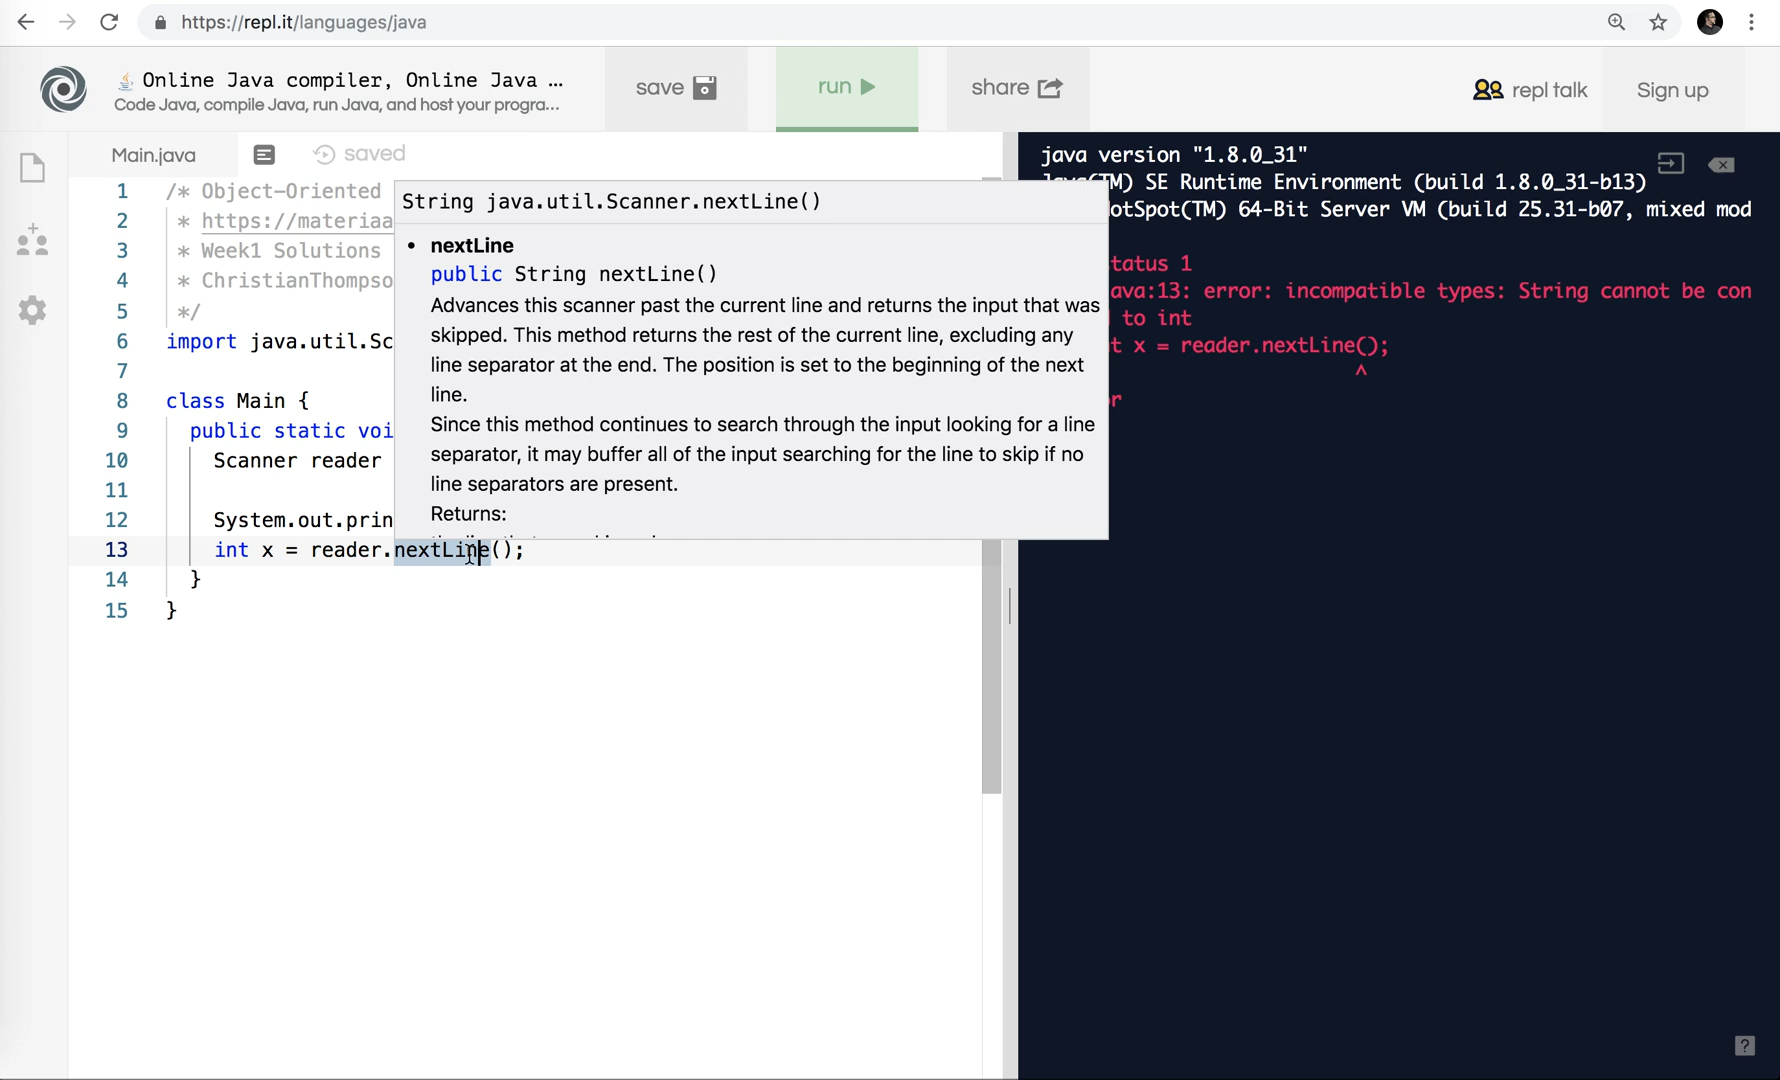 https://repl.it/languages/java
Online Java compiler, Online Java ...
Code Java, compile Java, run Java, and host your progra...
save
run
share
repl talk
Sign up
Main.java
saved
1 /* Object-Oriented
2 * https://materiaa
3 * Week1 Solutions
4 * ChristianThompso
5 */
6 import java.util.Sc
7
8 class Main {
9 public static voi
10 Scanner reader
11
12 System.out.prin
13 int x = reader.nextLine();
14 }
15 }
String java.util.Scanner.nextLine()
• nextLine
public String nextLine()
Advances this scanner past the current line and returns the input that was
skipped. This method returns the rest of the current line, excluding any
line separator at the end. The position is set to the beginning of the next
line.
Since this method continues to search through the input looking for a line
separator, it may buffer all of the input searching for the line to skip if no
line separators are present.
Returns:
java version "1.8.0_31"
Java(TM) SE Runtime Environment (build 1.8.0_31-b13)
otSpot(TM) 64-Bit Server VM (build 25.31-b07, mixed mod
tatus 1
ava:13: error: incompatible types: String cannot be con
to int
t x = reader.nextLine();
^
r
?